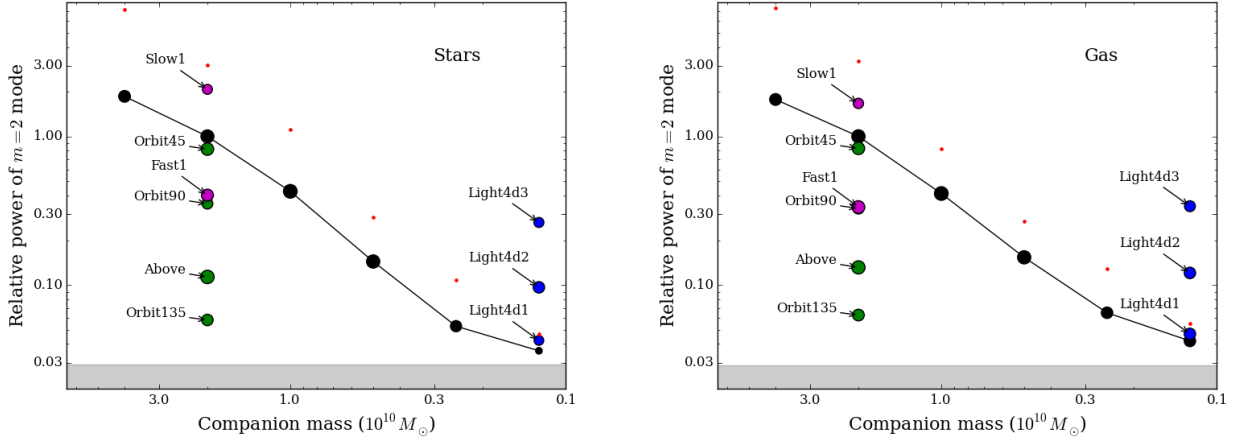 Stars
Relative power of m=2 mode
3.00
1.00
0.30
0.10
0.03
Slow1
Orbit45
Fast1
Orbit90
Above
Orbit135
Light4d3
Light4d2
Light4d1
3.0
1.0
0.3
0.1
Companion mass (10^10 M_⊙)
Gas
Relative power of m=2 mode
3.00
1.00
0.30
0.10
0.03
Slow1
Orbit45
Fast1
Orbit90
Above
Orbit135
Light4d3
Light4d2
Light4d1
3.0
1.0
0.3
0.1
Companion mass (10^10 M_⊙)